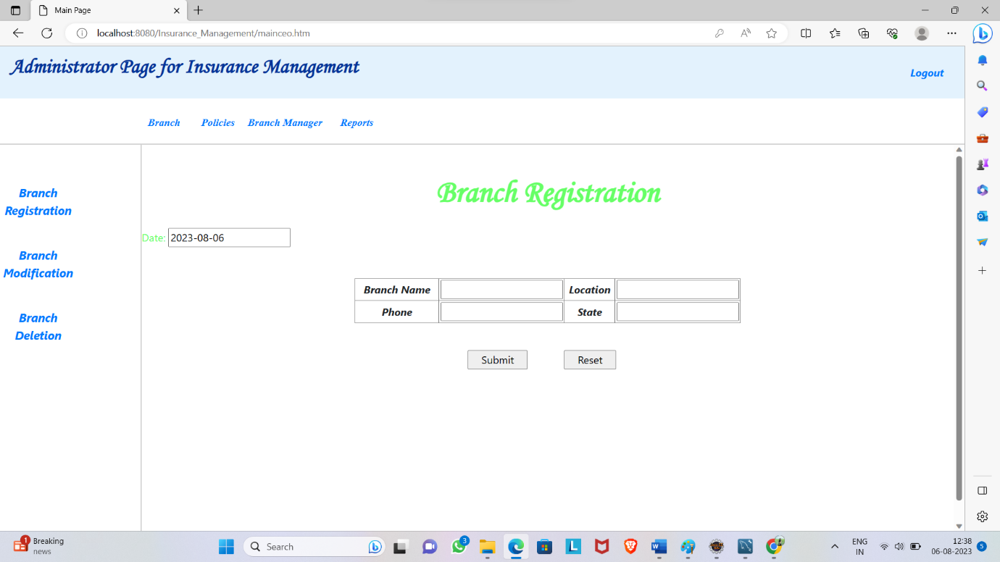 Main Page
localhost:8080/Insurance_Management/mainceo.htm
Administrator Page for Insurance Management
Logout
Branch Policies Branch Manager Reports
Branch
Registration
Branch
Modification
Branch
Deletion
Branch Registration
Date: 2023-08-06
Branch Name Location
Phone State
Submit Reset
1 Breaking
news
Search
3
ENG
IN
12:38
06-08-2023
5